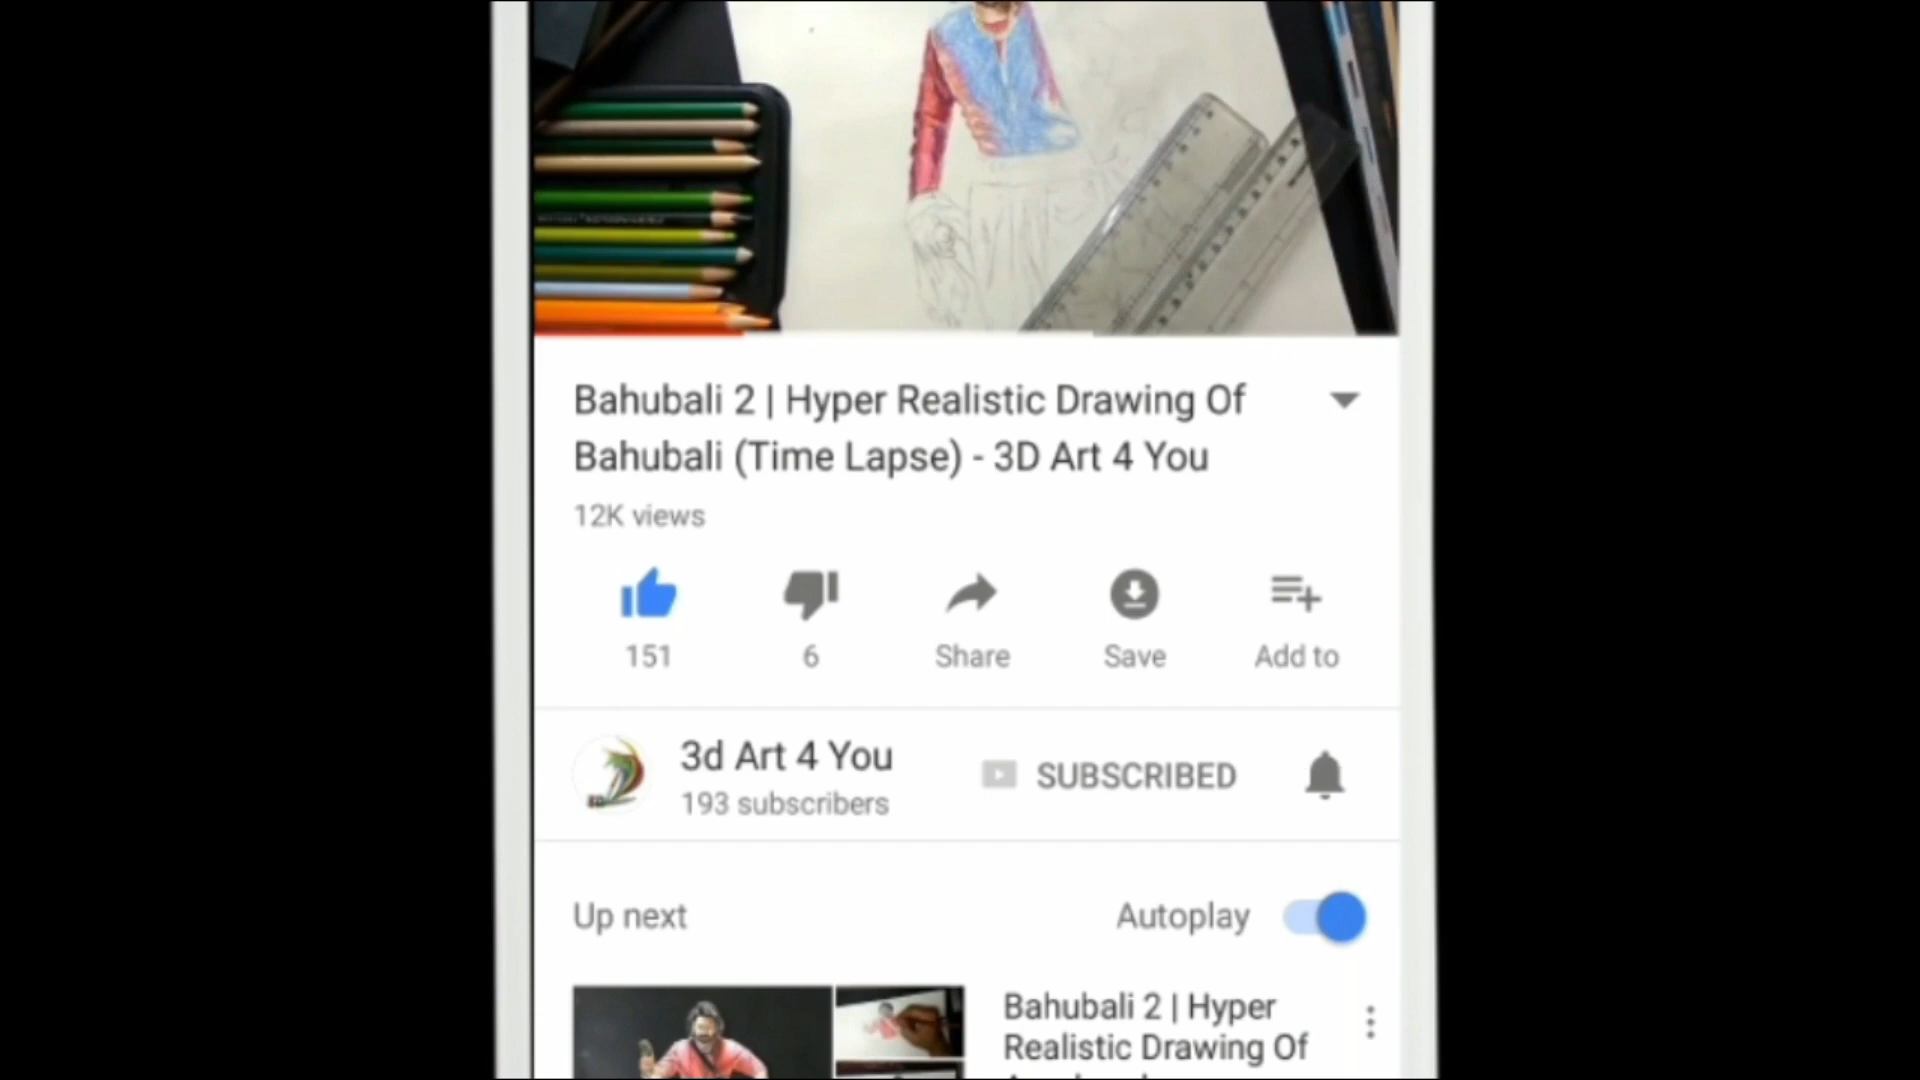 Bahubali 2 | Hyper Realistic Drawing Of
Bahubali (Time Lapse) - 3D Art 4 You
12K views
151
6
Share
Save
Add to
3d Art 4 You
193 subscribers
SUBSCRIBED
Up next
Autoplay
Bahubali 2 | Hyper
Realistic Drawing Of